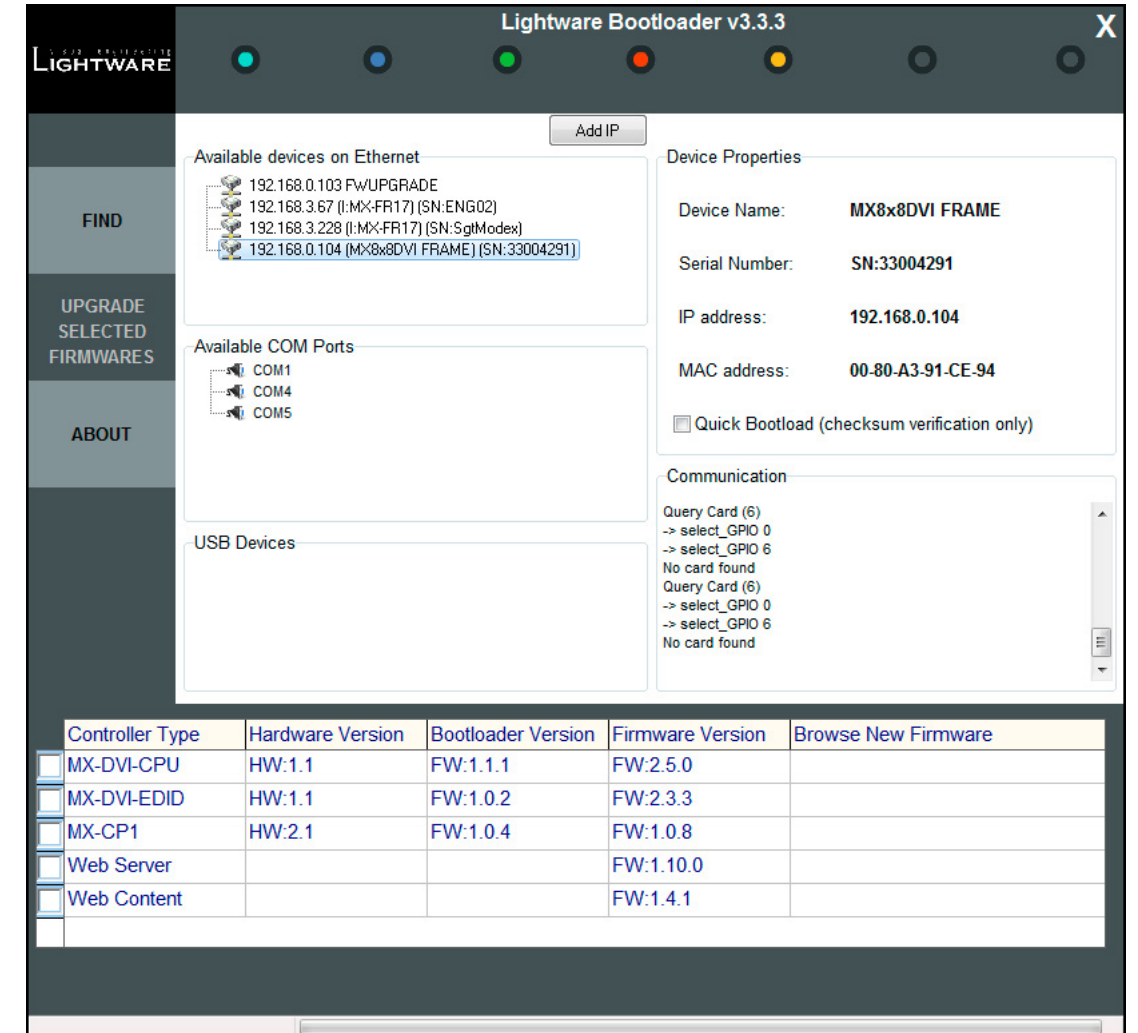 Lightware Bootloader v3.3.3
X
LIGHTWARE
Add IP
FIND
UPGRADE
SELECTED
FIRMWARES
ABOUT
Available devices on Ethernet
192.168.0.103 FWUPGRADE
192.168.3.67 (I:MX-FR17) (SN:ENG02)
192.168.3.228 (I:MX-FR17) (SN:SgtModex)
192.168.0.104 (MX8x8DVI FRAME) (SN:33004291)
Available COM Ports
COM1
COM4
COM5
USB Devices
Device Properties
Device Name: MX8x8DVI FRAME
Serial Number: SN:33004291
IP address: 192.168.0.104
MAC address: 00-80-A3-91-CE-94
Quick Bootload (checksum verification only)
Communication
Query Card (6)
-> select_GPIO 0
-> select_GPIO 6
No card found
Query Card (6)
-> select_GPIO 0
-> select_GPIO 6
No card found
Controller Type Hardware Version Bootloader Version Firmware Version Browse New Firmware
MX-DVI-CPU HW:1.1 FW:1.1.1 FW:2.5.0
MX-DVI-EDID HW:1.1 FW:1.0.2 FW:2.3.3
MX-CP1 HW:2.1 FW:1.0.4 FW:1.0.8
Web Server FW:1.10.0
Web Content FW:1.4.1